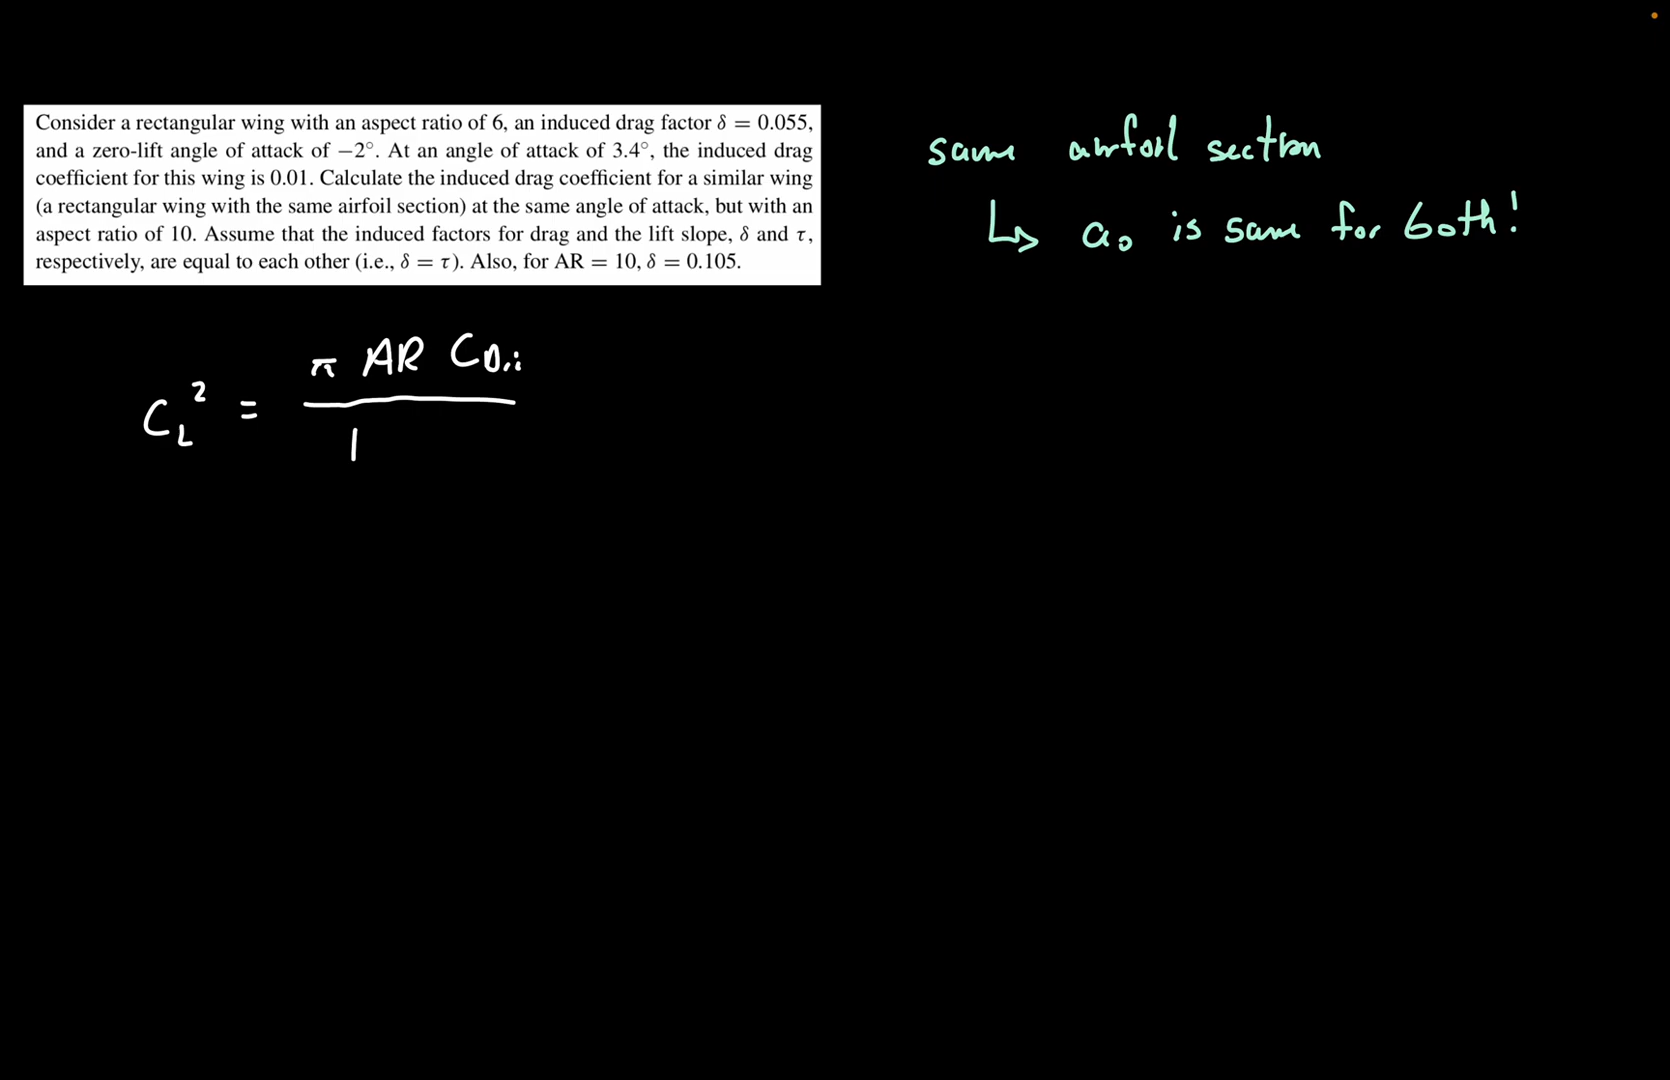 Consider a rectangular wing with an aspect ratio of 6, an induced drag factor δ = 0.055,
and a zero-lift angle of attack of −2°. At an angle of attack of 3.4°, the induced drag
coefficient for this wing is 0.01. Calculate the induced drag coefficient for a similar wing
(a rectangular wing with the same airfoil section) at the same angle of attack, but with an
aspect ratio of 10. Assume that the induced factors for drag and the lift slope, δ and τ,
respectively, are equal to each other (i.e., δ = τ). Also, for AR = 10, δ = 0.105.
same airfoil section
↳ a₀ is same for both!
π AR C_D,i
C_L² =
1